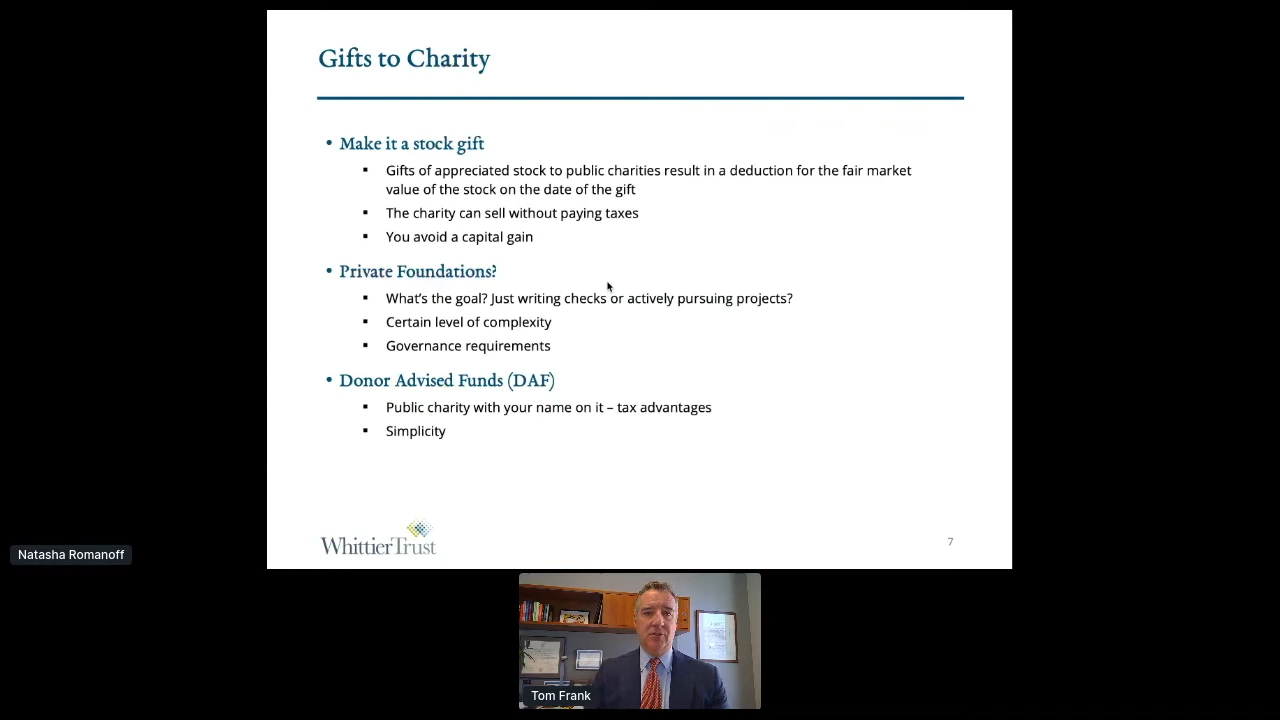 Gifts to Charity
• Make it a stock gift
▪ Gifts of appreciated stock to public charities result in a deduction for the fair market
value of the stock on the date of the gift
▪ The charity can sell without paying taxes
▪ You avoid a capital gain
• Private Foundations?
▪ What's the goal? Just writing checks or actively pursuing projects?
▪ Certain level of complexity
▪ Governance requirements
• Donor Advised Funds (DAF)
▪ Public charity with your name on it – tax advantages
▪ Simplicity
WhittierTrust
7
Natasha Romanoff
Tom Frank